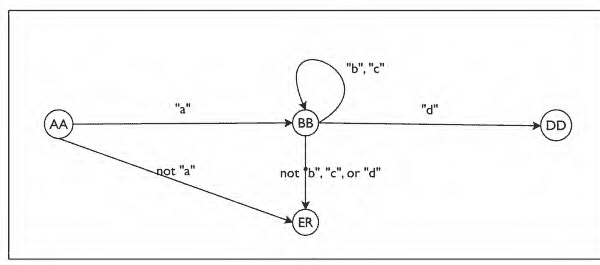 "b", "c"
"a"
"d"
AA
BB
DD
not "a"
not "b", "c", or "d"
ER